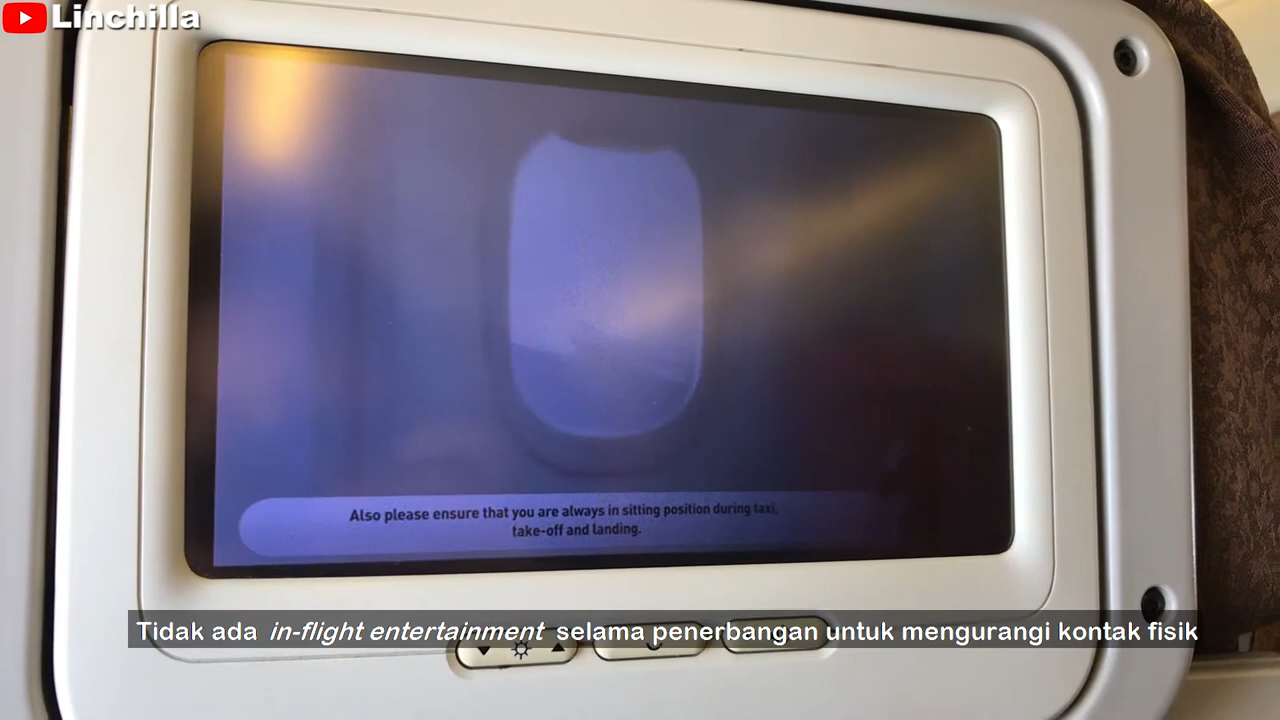 Linchilla
Also please ensure that you are always in sitting position during taxi,
take-off and landing.
Tidak ada in-flight entertainment selama penerbangan untuk mengurangi kontak fisik